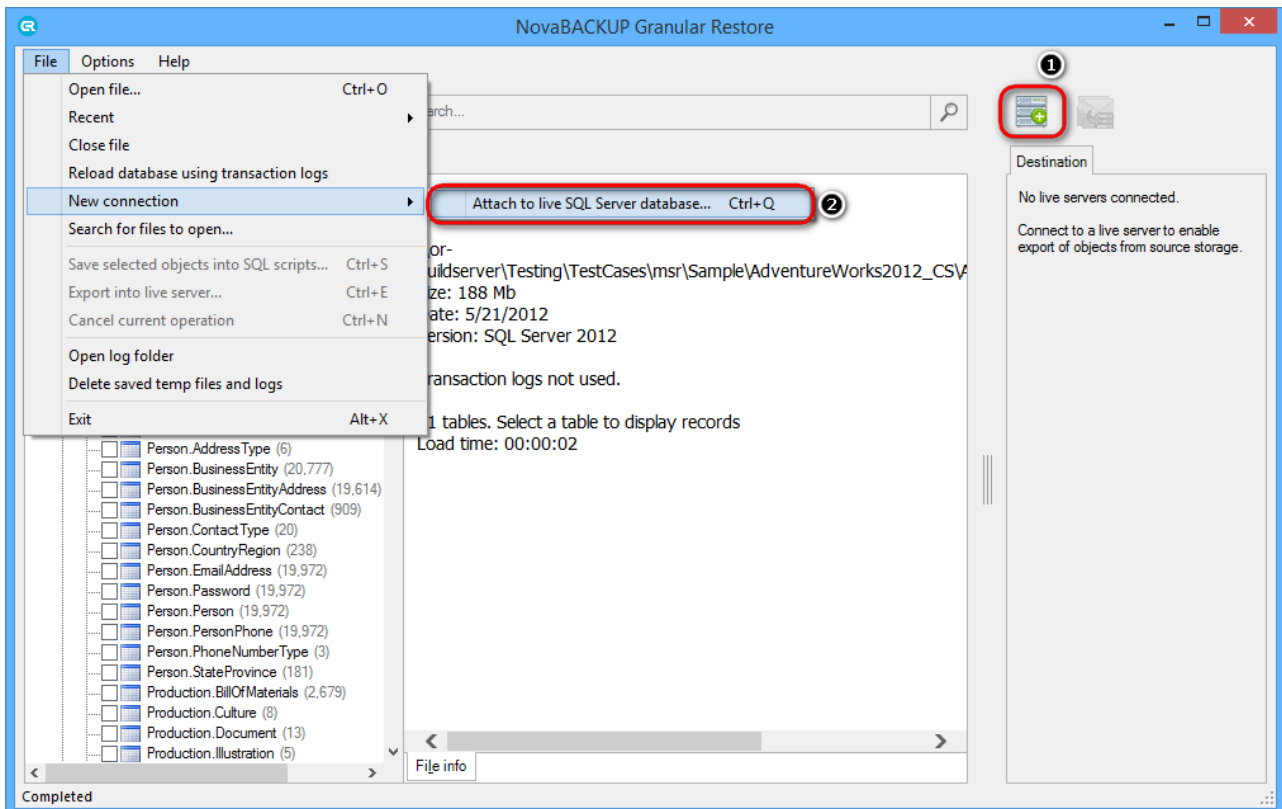 NovaBACKUP Granular Restore
File Options Help
1
Open file... Ctrl+O
Recent
Close file
Reload database using transaction logs
New connection
Search for files to open...
Save selected objects into SQL scripts... Ctrl+S
Export into live server... Ctrl+E
Cancel current operation Ctrl+N
Open log folder
Delete saved temp files and logs
Exit Alt+X
Attach to live SQL Server database... Ctrl+Q
2
uildserver\Testing\TestCases\msr\Sample\AdventureWorks2012_CS\A
ize: 188 Mb
ate: 5/21/2012
ersion: SQL Server 2012
ransaction logs not used.
1 tables. Select a table to display records
Load time: 00:00:02
Person.AddressType (6)
Person.BusinessEntity (20,777)
Person.BusinessEntityAddress (19,614)
Person.BusinessEntityContact (909)
Person.ContactType (20)
Person.CountryRegion (238)
Person.EmailAddress (19,972)
Person.Password (19,972)
Person.Person (19,972)
Person.PersonPhone (19,972)
Person.PhoneNumberType (3)
Person.StateProvince (181)
Production.BillOfMaterials (2,679)
Production.Culture (8)
Production.Document (13)
Production.Illustration (5)
File info
Destination
No live servers connected.
Connect to a live server to enable
export of objects from source storage.
Completed